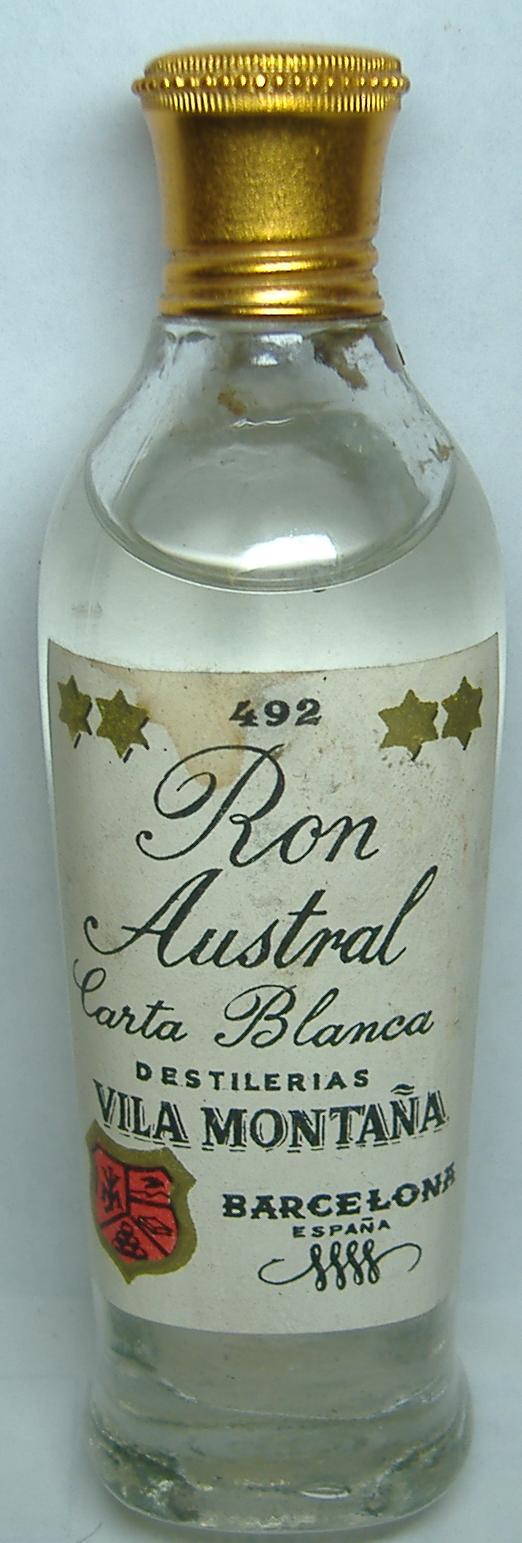 492
Ron
Austral
Carta Blanca
DESTILERIAS
VILA MONTAÑA
BARCELONA
ESPAÑA